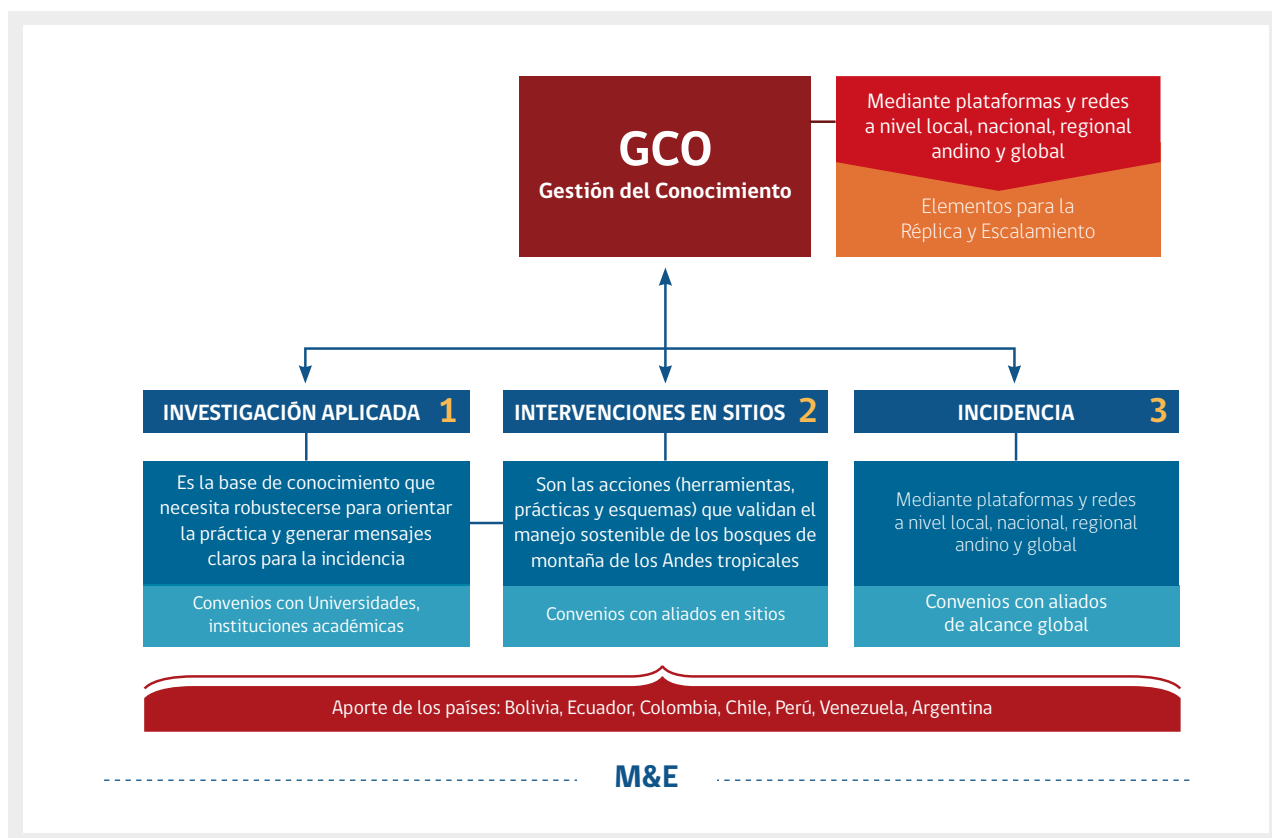 GCO
Gestión del Conocimiento
Mediante plataformas y redes
a nivel local, nacional, regional
andino y global
Elementos para la
Réplica y Escalamiento
INVESTIGACIÓN APLICADA 1
Es la base de conocimiento que
necesita robustecerse para orientar
la práctica y generar mensajes
claros para la incidencia
Convenios con Universidades,
instituciones académicas
INTERVENCIONES EN SITIOS 2
Son las acciones (herramientas,
prácticas y esquemas) que validan el
manejo sostenible de los bosques de
montaña de los Andes tropicales
Convenios con aliados en sitios
INCIDENCIA 3
Mediante plataformas y redes
a nivel local, nacional, regional
andino y global
Convenios con aliados
de alcance global
Aporte de los países: Bolivia, Ecuador, Colombia, Chile, Perú, Venezuela, Argentina
M&E